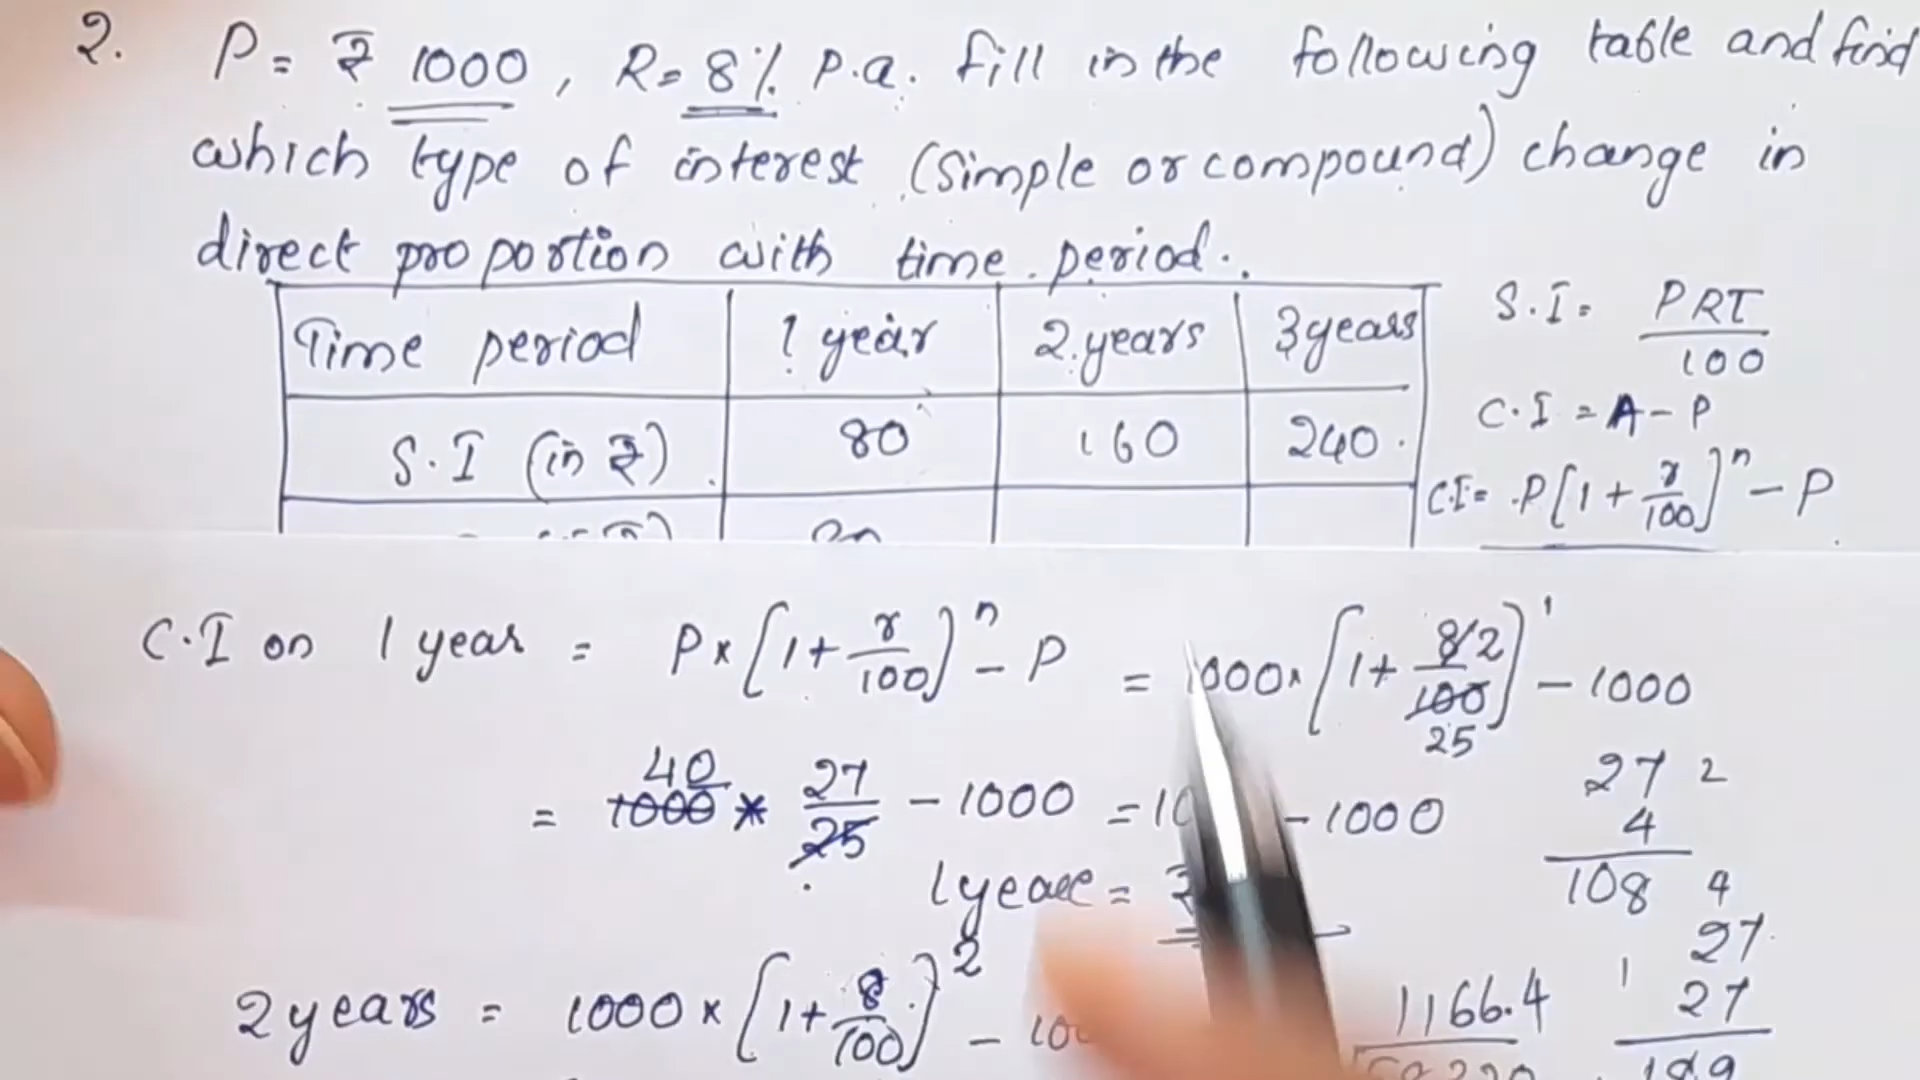 2. P = ₹ 1000, R = 8% p.a. Fill in the following table and find
which type of interest (simple or compound) change in
direct proportion with time period.
Time period 1 year 2 years 3 years
S.I (in ₹) 80 160 240
S.I = PRT/100
C.I = A - P
C.I = P[1 + r/100]^n - P
C.I on 1 year = P × [1 + r/100]^n - P = 1000 × [1 + 8/100]^1 - 1000
2
25
40
= 1000 × 27/25 - 1000 = - 1000
27 2
4
108 4
1 year = ₹
27
27
2 years = 1000 × [1 + 8/100]^2 -
1166.4
1